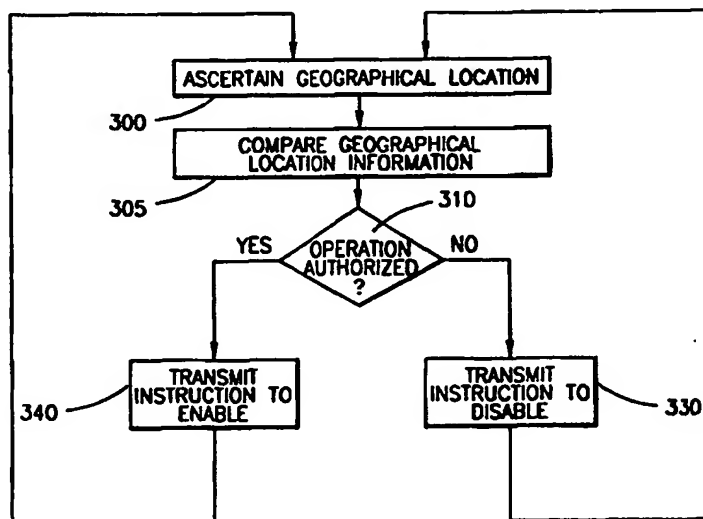 ASCERTAIN GEOGRAPHICAL LOCATION
300
COMPARE GEOGRAPHICAL
LOCATION INFORMATION
305
310
YES
OPERATION
AUTHORIZED
?
NO
TRANSMIT
INSTRUCTION TO
ENABLE
340
TRANSMIT
INSTRUCTION TO
DISABLE
330